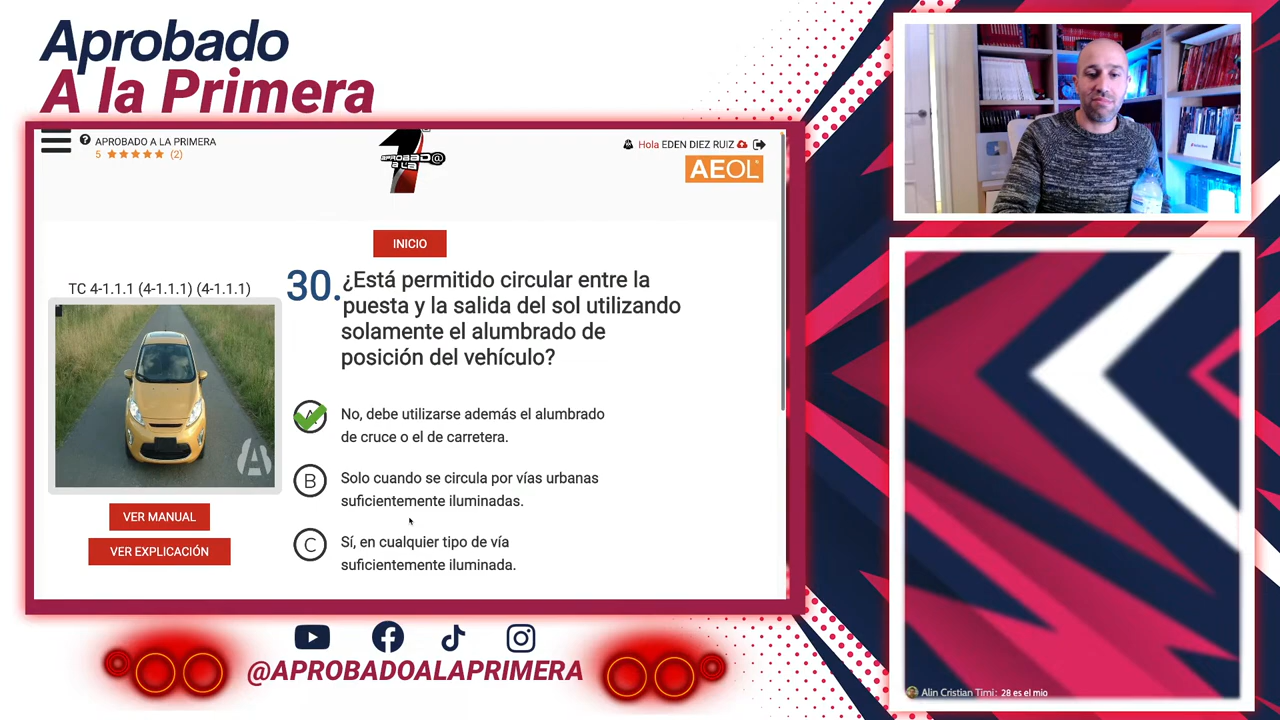 Aprobado
A la Primera
APROBADO A LA PRIMERA
5 ★★★★★ (2)
APROBAD@
A LA
Hola EDEN DIEZ RUIZ
AEOL
INICIO
TC 4-1.1.1 (4-1.1.1) (4-1.1.1)
30. ¿Está permitido circular entre la
puesta y la salida del sol utilizando
solamente el alumbrado de
posición del vehículo?
No, debe utilizarse además el alumbrado
de cruce o el de carretera.
B Solo cuando se circula por vías urbanas
suficientemente iluminadas.
C Sí, en cualquier tipo de vía
suficientemente iluminada.
VER MANUAL
VER EXPLICACIÓN
@APROBADOALAPRIMERA
Alin Cristian Timi: 28 es el mio